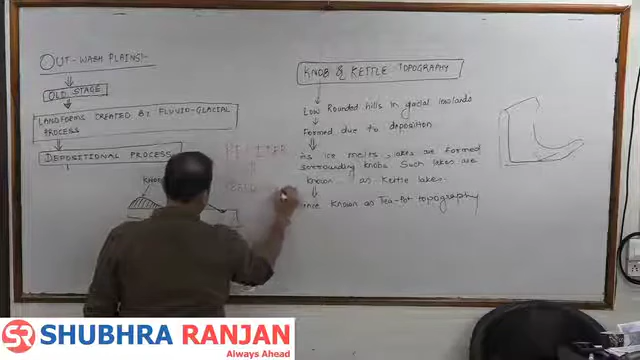 OUT-WASH PLAINS:-
OLD STAGE
LANDFORMS CREATED BY FLUVIO-GLACIAL
PROCESS
DEPOSITIONAL PROCESS
KNOB & KETTLE TOPOGRAPHY
Low Rounded hills in glacial lowlands
Formed due to deposition
As ice melts, lakes are formed
sorrounding knobs. Such lakes are
known as Kettle lakes.
Known as Tea-Pot topography
SR SHUBHRA RANJAN
Always Ahead